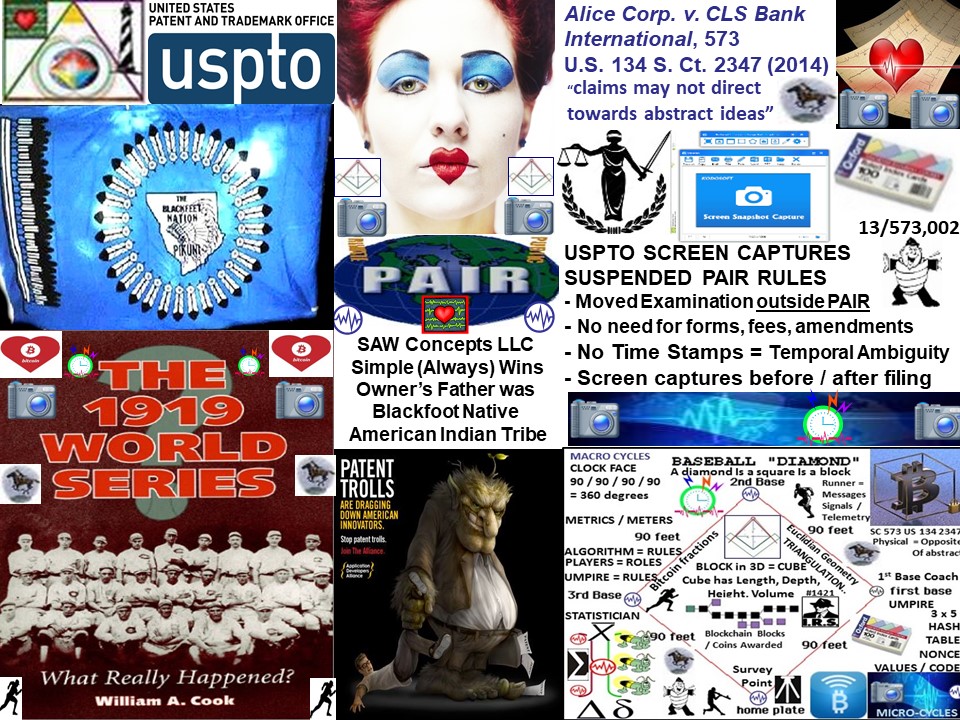 UNITED STATES
PATENT AND TRADEMARK OFFICE
uspto
THE
BLACKFEET
NATION
PIKUNI
bitcoin
bitcoin
THE
1919
WORLD
SERIES
What Really Happened?
William A. Cook
PAIR
SAW Concepts LLC
Simple (Always) Wins
Owner’s Father was
Blackfoot Native
American Indian Tribe
PATENT
TROLLS
ARE DRAGGING
DOWN AMERICAN
INNOVATORS.
Stop patent trolls.
Join The Alliance.
Application
Developers
Alliance
Alice Corp. v. CLS Bank
International, 573
U.S. 134 S. Ct. 2347 (2014)
“claims may not direct
towards abstract ideas”
Screen Snapshot Capture
Oxford
100
13/573,002
USPTO SCREEN CAPTURES
SUSPENDED PAIR RULES
- Moved Examination outside PAIR
- No need for forms, fees, amendments
- No Time Stamps = Temporal Ambiguity
- Screen captures before / after filing
MACRO CYCLES
CLOCK FACE
90 / 90 / 90 / 90
= 360 degrees
BASEBALL "DIAMOND"
A diamond Is a square Is a block
2nd Base
Runner =
Messages
Signals /
Telemetry
90 feet
METRICS / METERS
90 feet
SC 573 US 134 2347
Physical = Opposite
Of abstract
ALGORITHM = RULES
PLAYERS = ROLES
UMPIRE = RULES
Bitcoin fractions
Euclidian Geometry
TRIANGULATION..
BLOCK in 3D = CUBE
Cube has Length, Depth,
Height. Volume
3rd Base
1st Base Coach
first base
UMPIRE
#1421
I.R.S.
STATISTICIAN
90 feet
Blockchain Blocks
/ Coins Awarded
90 feet
3 x 5
HASH
TABLE
NONCE
VALUES / CODE
Survey
Point
home plate
MICRO-CYCLES